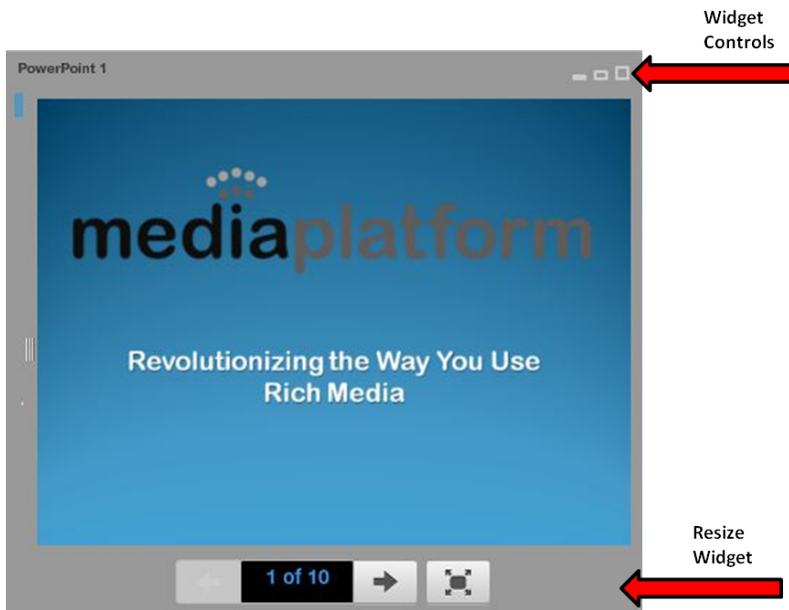 Widget
Controls
PowerPoint 1
mediaplatform
Revolutionizing the Way You Use
Rich Media
Resize
Widget
1 of 10